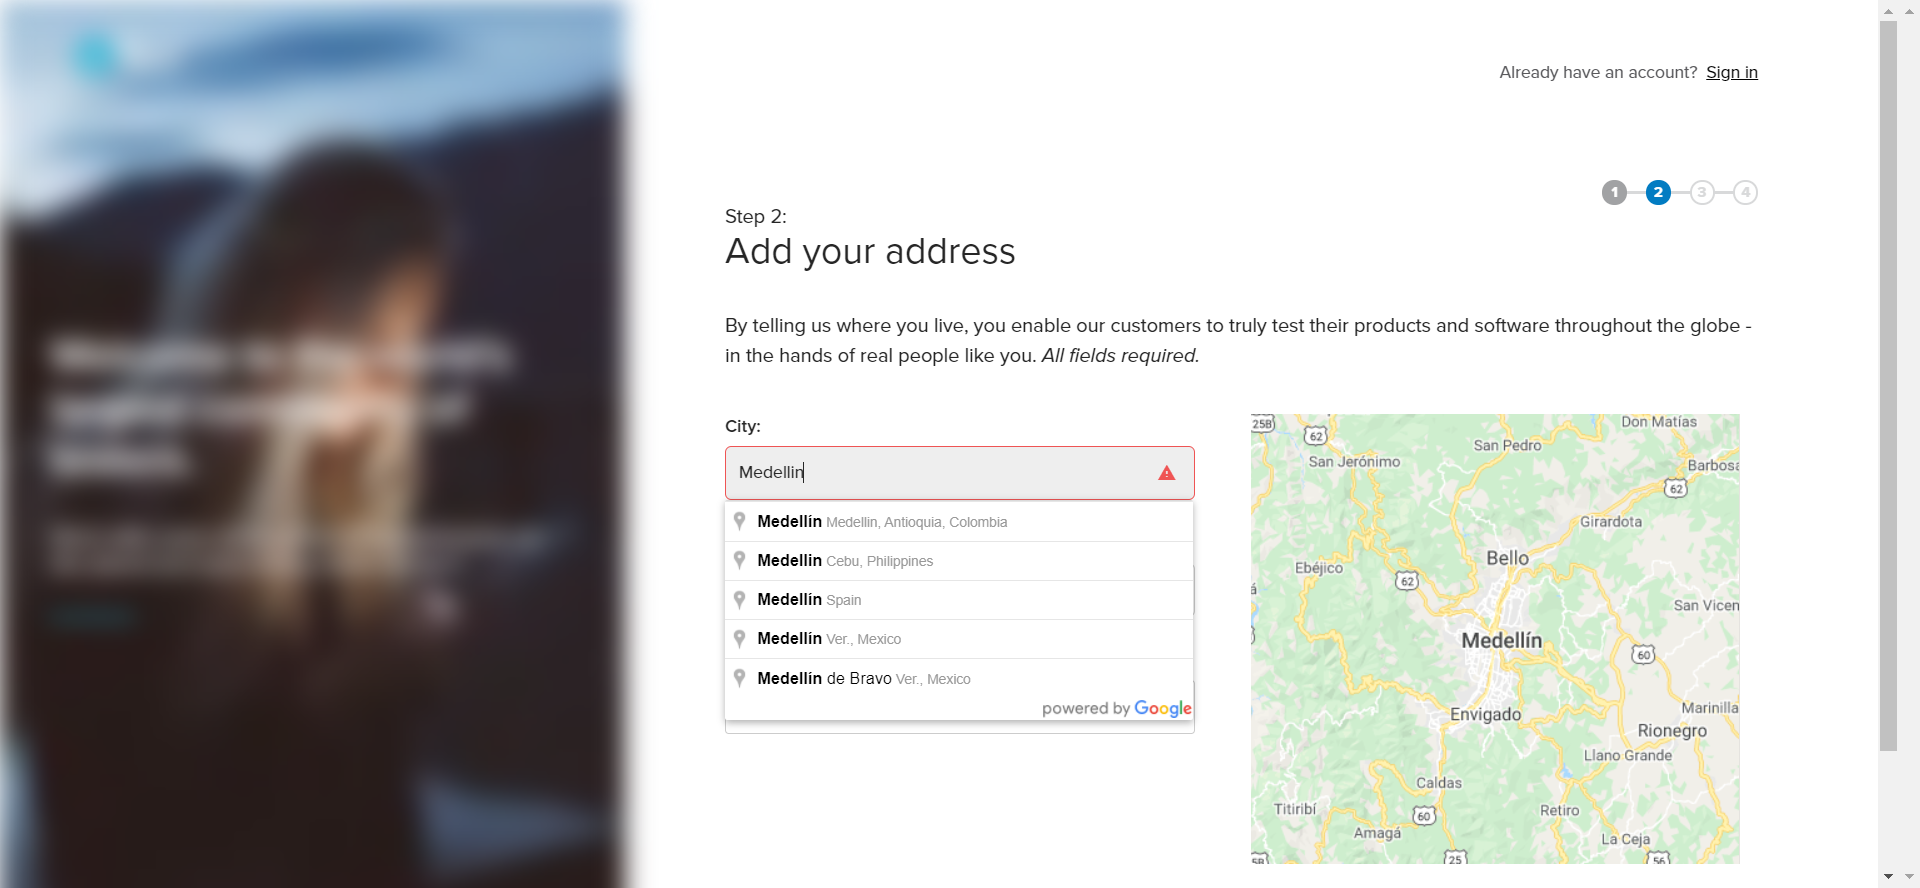 Already have an account? Sign in
1 2 3 4
Step 2:
Add your address
By telling us where you live, you enable our customers to truly test their products and software throughout the globe -
in the hands of real people like you. All fields required.
City:
Medellin
Medellín Medellin, Antioquia, Colombia
Medellin Cebu, Philippines
Medellín Spain
Medellín Ver., Mexico
Medellín de Bravo Ver., Mexico
powered by Google
25B
62
Don Matías
San Pedro
San Jerónimo
Barbosa
62
Girardota
Bello
Ebéjico
62
San Vicen
Medellín
60
Envigado
Marinilla
Rionegro
Llano Grande
Caldas
Titiribí
60
Retiro
Amagá
La Ceja
25
56